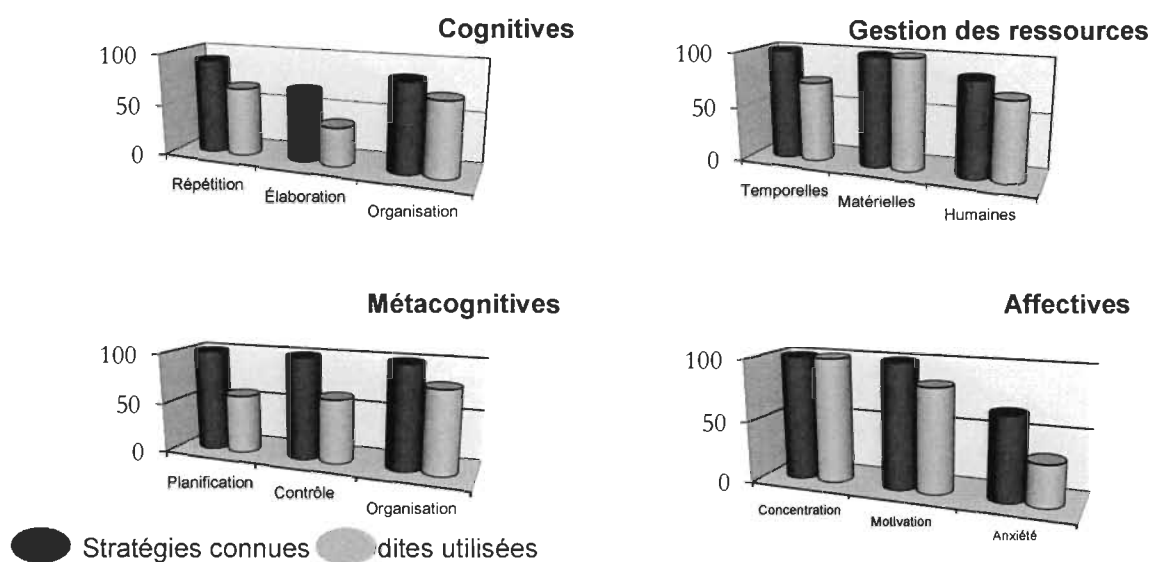 Cognitives
100
50
0
Répétition
Élaboration
Organisation
Gestion des ressources
100
50
0
Temporelles
Matérielles
Humaines
Métacognitives
100
50
0
Planification
Contrôle
Organisation
Affectives
100
50
0
Concentration
Motivation
Anxiété
Stratégies connues dites utilisées